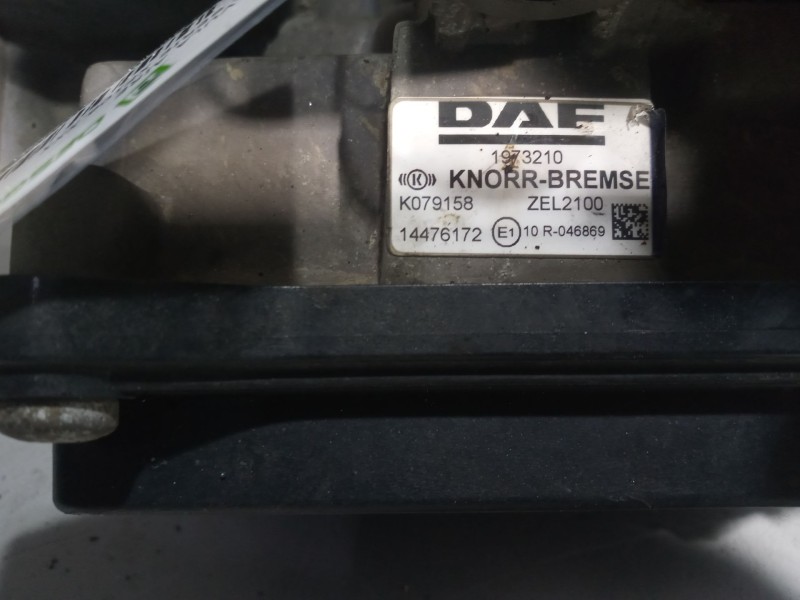 DAF
1973210
K KNORR-BREMSE
K079158 ZEL2100
14476172 E1 10 R-046869